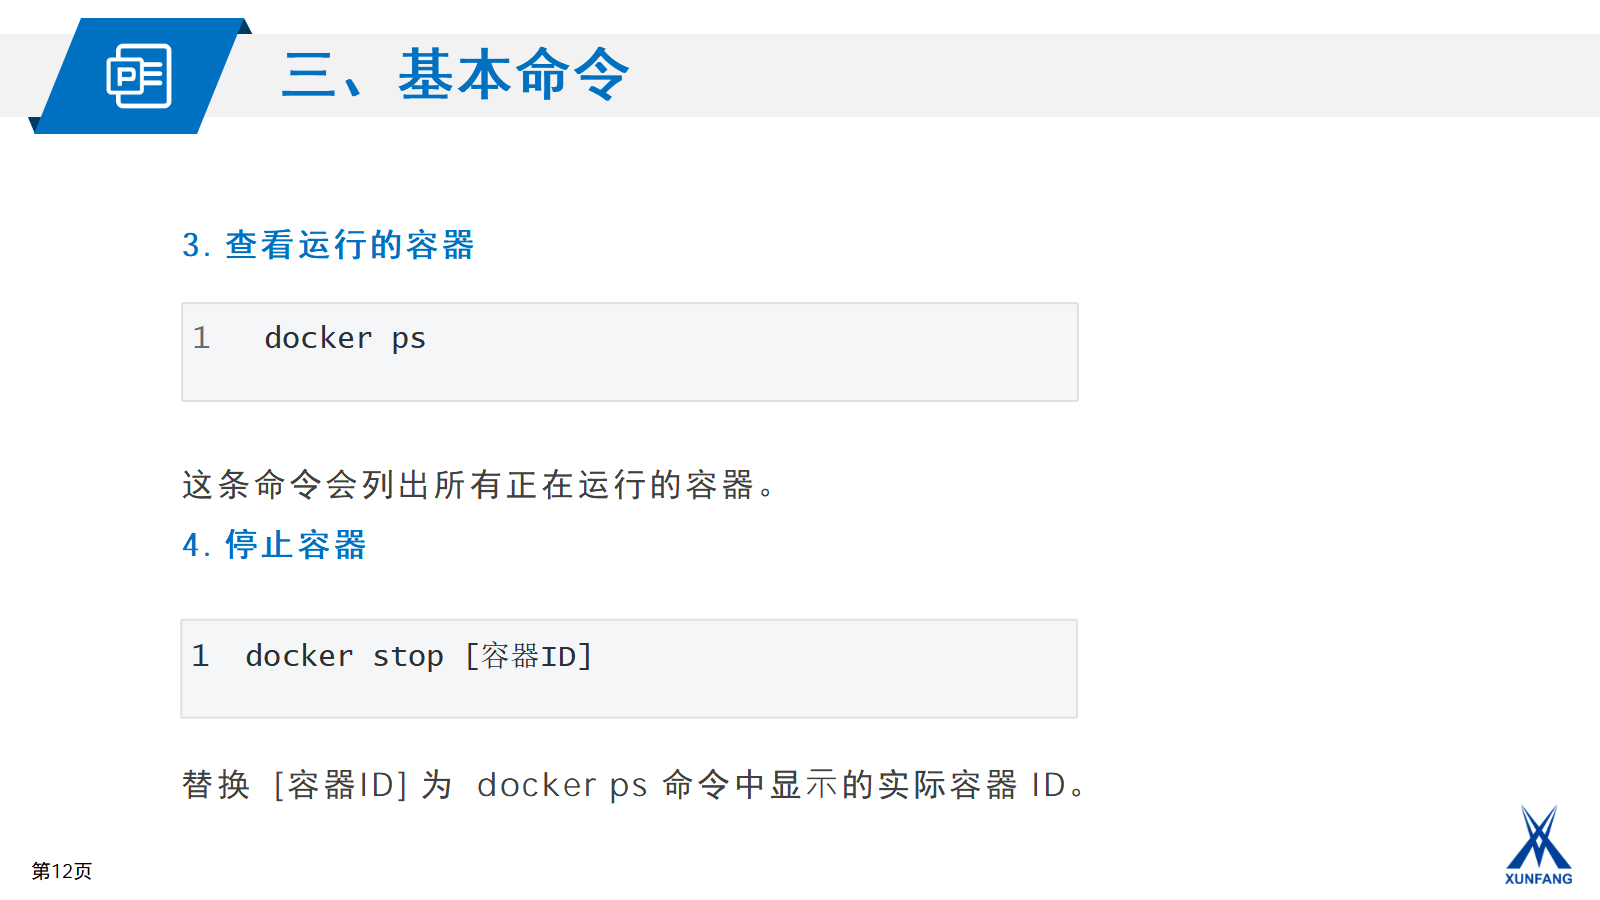 三、基本命令
3. 查看运行的容器
1 docker ps
这条命令会列出所有正在运行的容器。
4. 停止容器
1 docker stop [容器ID]
替换 [容器ID] 为 docker ps 命令中显示的实际容器 ID。
第12页
XUNFANG